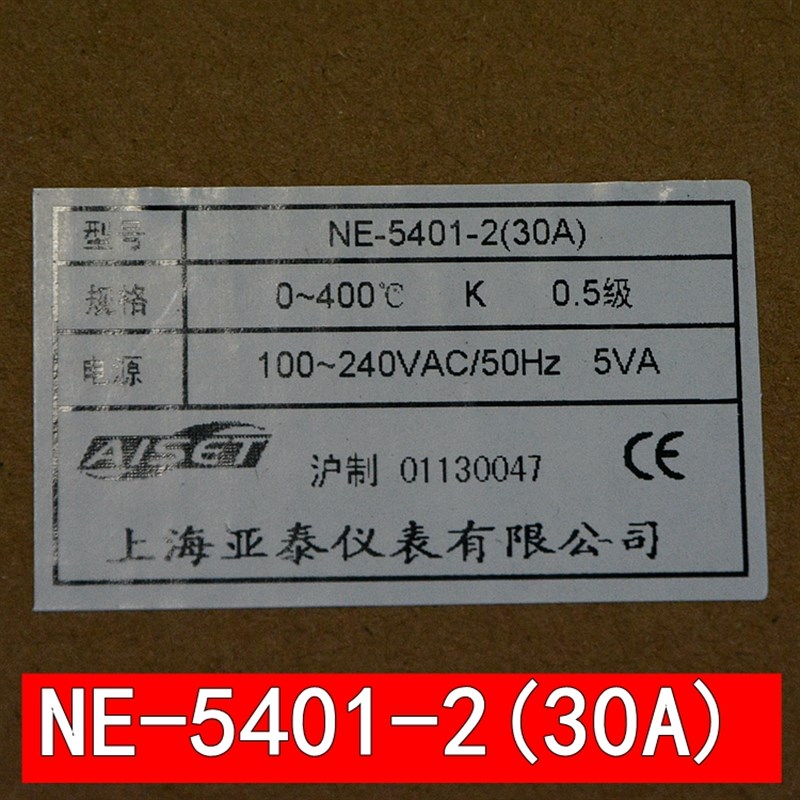 型号 NE-5401-2(30A)
规格 0~400℃ K 0.5级
电源 100~240VAC/50Hz 5VA
AISET 沪制 01130047 CE
上海亚泰仪表有限公司
NE-5401-2(30A)